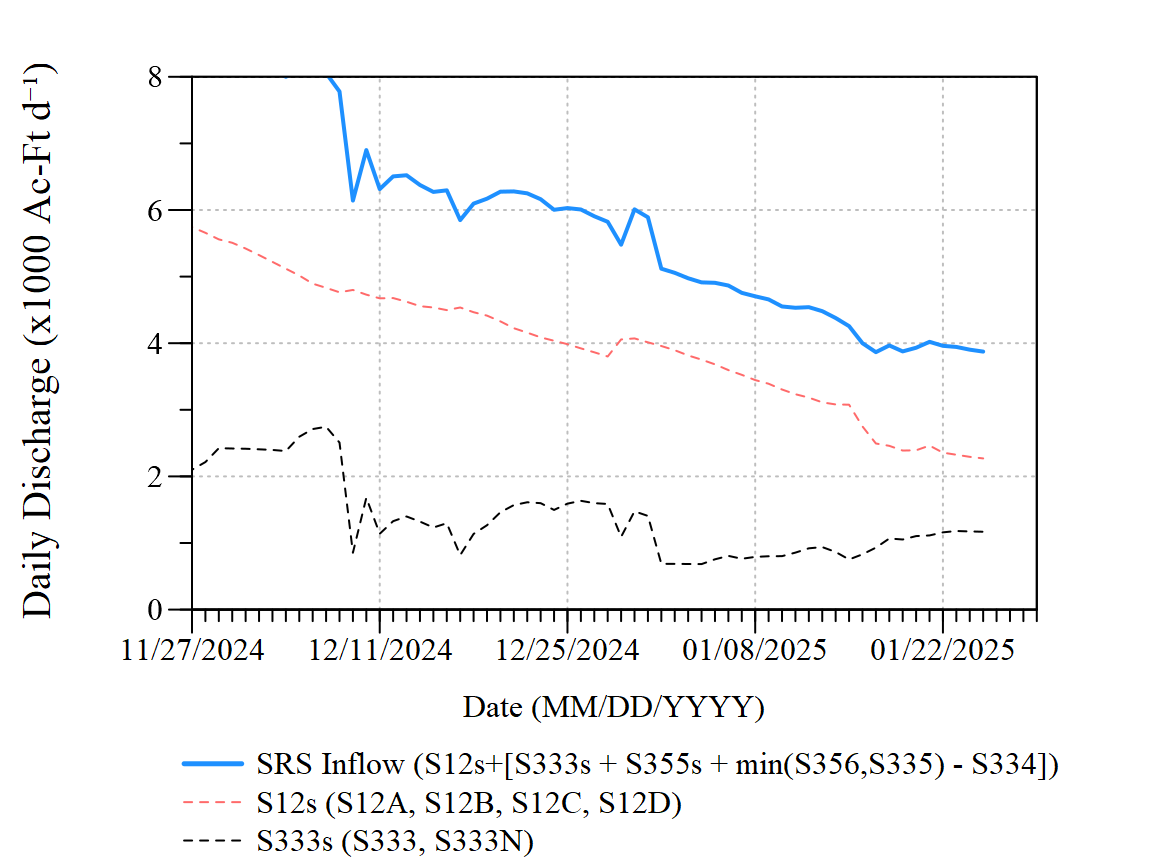 Daily Discharge (x1000 Ac-Ft d⁻¹)
8
6
4
2
0
11/27/2024 12/11/2024 12/25/2024 01/08/2025 01/22/2025
Date (MM/DD/YYYY)
SRS Inflow (S12s+[S333s + S355s + min(S356,S335) - S334])
S12s (S12A, S12B, S12C, S12D)
S333s (S333, S333N)